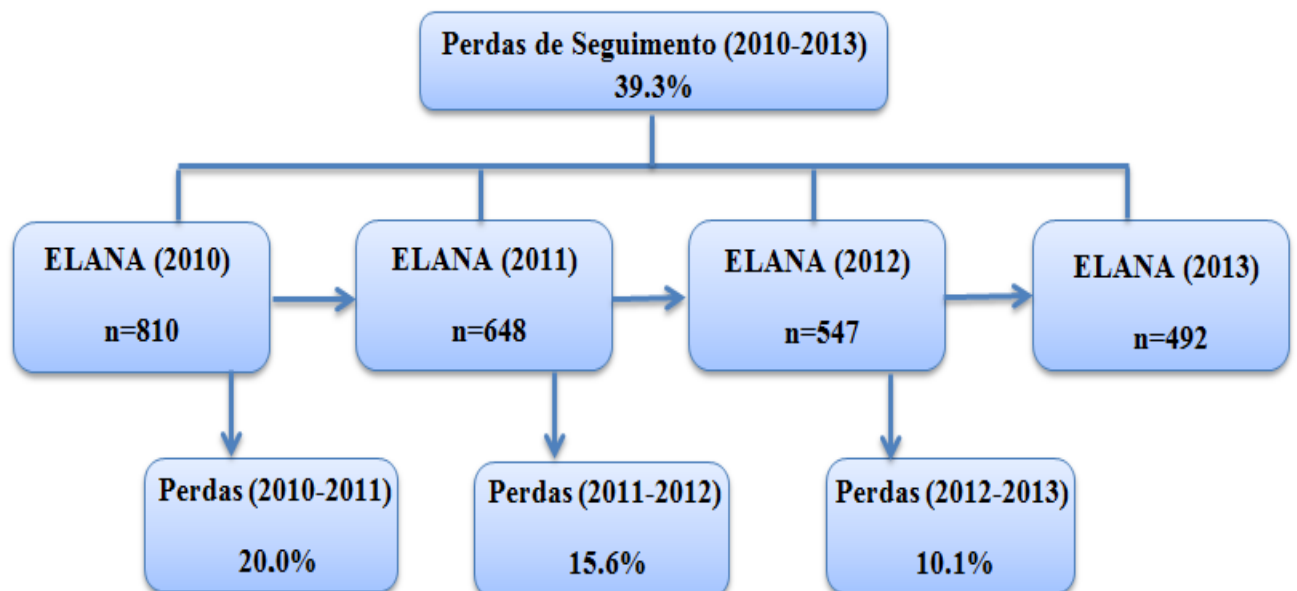 Perdas de Seguimento (2010-2013)
39.3%
ELANA (2010)
n=810
ELANA (2011)
n=648
ELANA (2012)
n=547
ELANA (2013)
n=492
Perdas (2010-2011)
20.0%
Perdas (2011-2012)
15.6%
Perdas (2012-2013)
10.1%